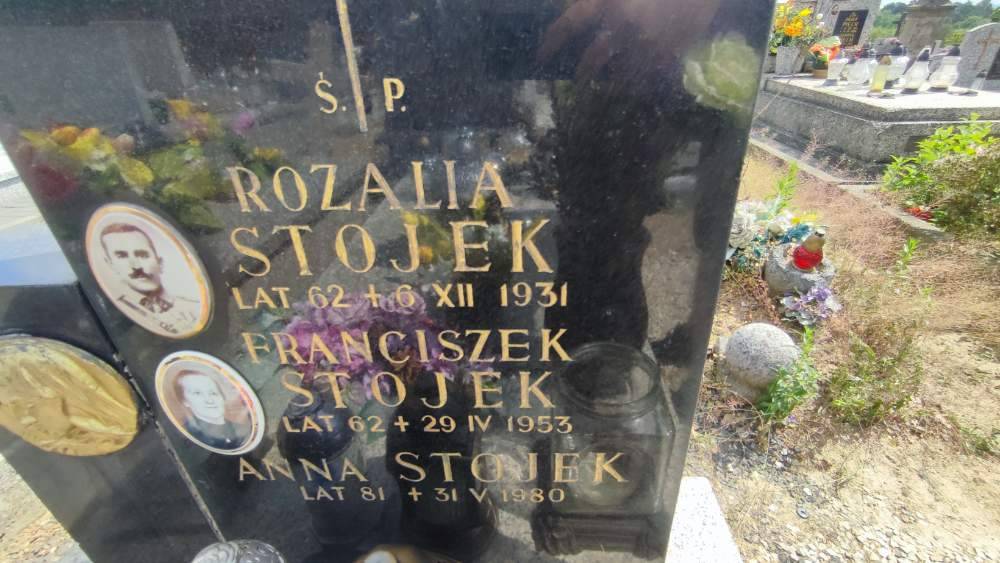 Ś. P.
ROZALIA
STOJEK
LAT 62 + 6 XII 1931
FRANCISZEK
STOJEK
LAT 62 + 29 IV 1953
ANNA STOJEK
LAT 81 + 31 V 1980